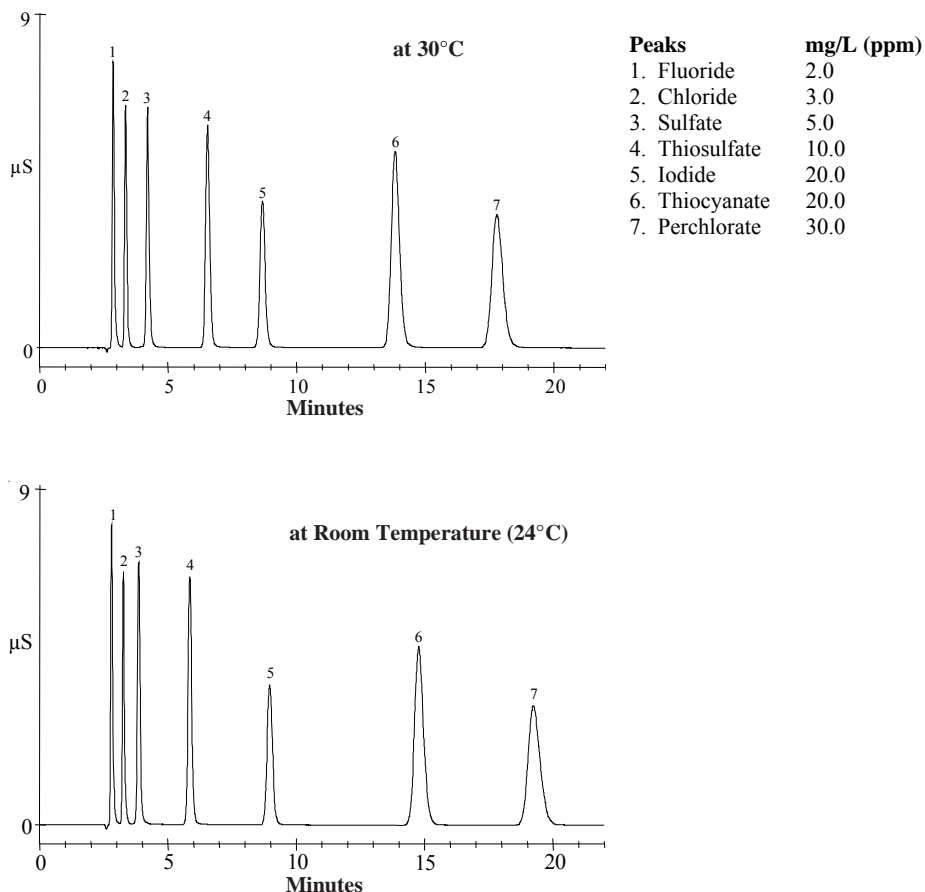 9
at 30°C
1
2
3
4
5
6
7
µS
0
0 5 10 15 20
Minutes
Peaks mg/L (ppm)
1. Fluoride 2.0
2. Chloride 3.0
3. Sulfate 5.0
4. Thiosulfate 10.0
5. Iodide 20.0
6. Thiocyanate 20.0
7. Perchlorate 30.0
9
at Room Temperature (24°C)
1
2
3
4
5
6
7
µS
0
0 5 10 15 20
Minutes